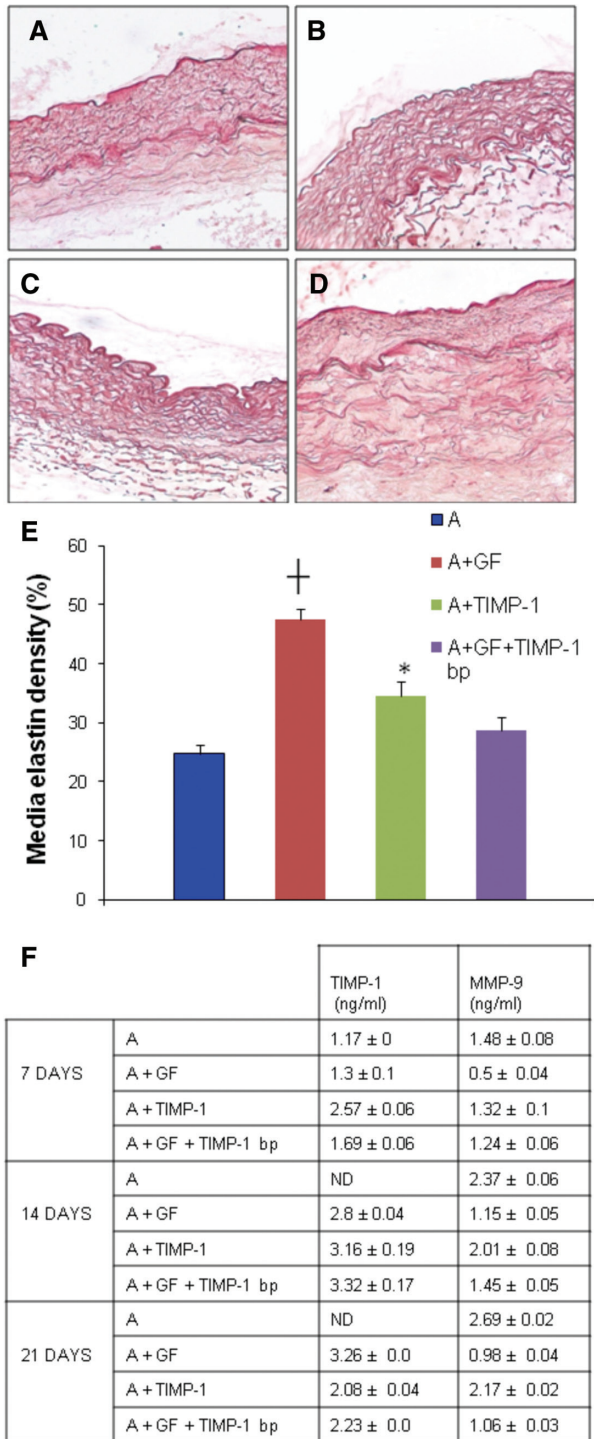 A
B
C
D
E
A
A+GF
A+TIMP-1
A+GF+TIMP-1
bp
Media elastin density (%)
60
50
40
30
20
10
0
┼
*
F
TIMP-1
(ng/ml)
MMP-9
(ng/ml)
7 DAYS
A 1.17 ± 0 1.48 ± 0.08
A + GF 1.3 ± 0.1 0.5 ± 0.04
A + TIMP-1 2.57 ± 0.06 1.32 ± 0.1
A + GF + TIMP-1 bp 1.69 ± 0.06 1.24 ± 0.06
14 DAYS
A ND 2.37 ± 0.06
A + GF 2.8 ± 0.04 1.15 ± 0.05
A + TIMP-1 3.16 ± 0.19 2.01 ± 0.08
A + GF + TIMP-1 bp 3.32 ± 0.17 1.45 ± 0.05
21 DAYS
A ND 2.69 ± 0.02
A + GF 3.26 ± 0.0 0.98 ± 0.04
A + TIMP-1 2.08 ± 0.04 2.17 ± 0.02
A + GF + TIMP-1 bp 2.23 ± 0.0 1.06 ± 0.03